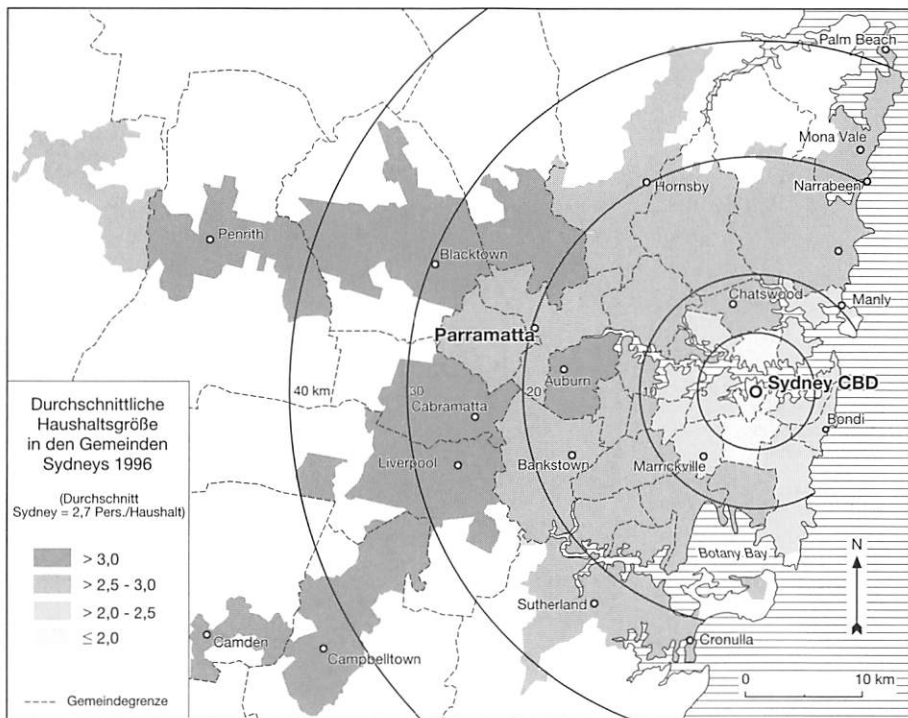 Palm Beach
Mona Vale
Hornsby
Narrabeen
Penrith
Blacktown
Chatswood
Manly
Parramatta
Auburn
Sydney CBD
40 km
30
20
10
5
Cabramatta
Bondi
Liverpool
Bankstown
Marrickville
Durchschnittliche
Haushaltsgröße
in den Gemeinden
Sydneys 1996
(Durchschnitt
Sydney = 2,7 Pers./Haushalt)
> 3,0
> 2,5 - 3,0
> 2,0 - 2,5
≤ 2,0
Gemeindegrenze
Botany Bay
N
Sutherland
Cronulla
Camden
Campbelltown
0 10 km